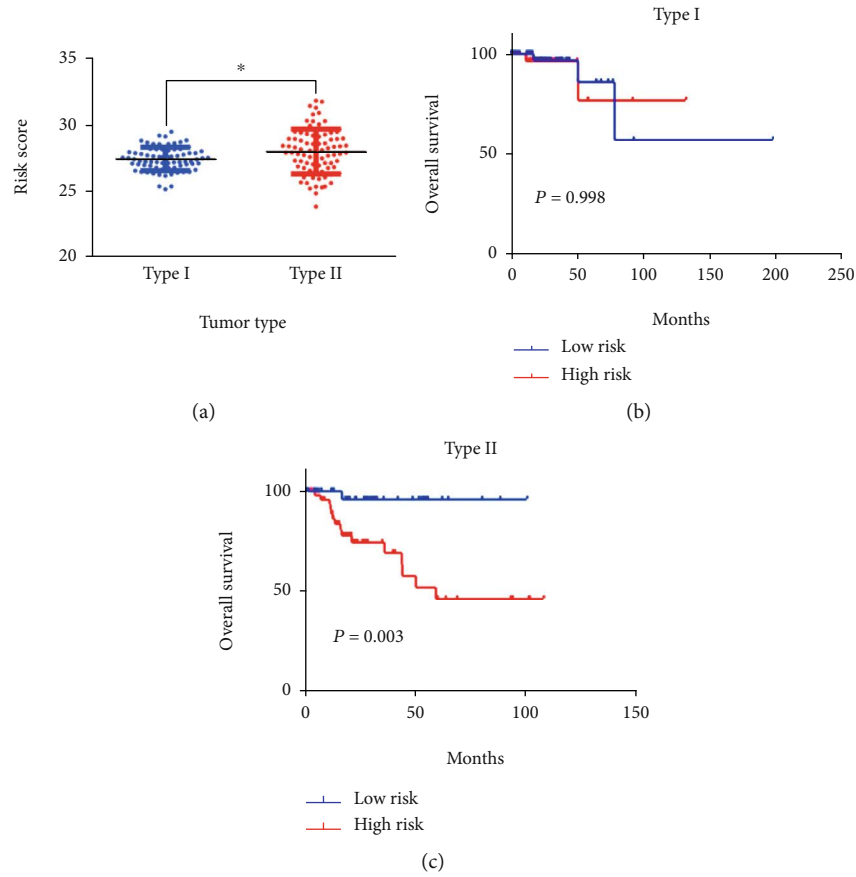 35
30
25
20
Risk score
*
Type I
Type II
Tumor type
(a)
Type I
100
50
0
Overall survival
P = 0.998
0
50
100
150
200
250
Months
Low risk
High risk
(b)
Type II
100
50
0
Overall survival
P = 0.003
0
50
100
150
Months
Low risk
High risk
(c)